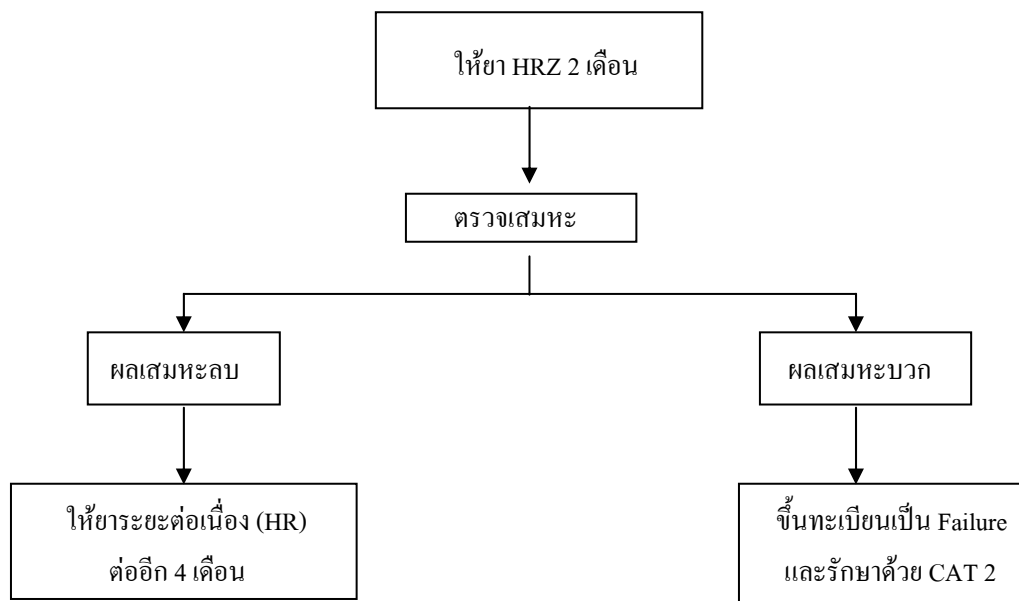 ให้ยา HRZ 2 เดือน
ตรวจเสมหะ
ผลเสมหะลบ
ผลเสมหะบวก
ให้ยาระยะต่อเนื่อง (HR)
ต่ออีก 4 เดือน
ขึ้นทะเบียนเป็น Failure
และรักษาด้วย CAT 2